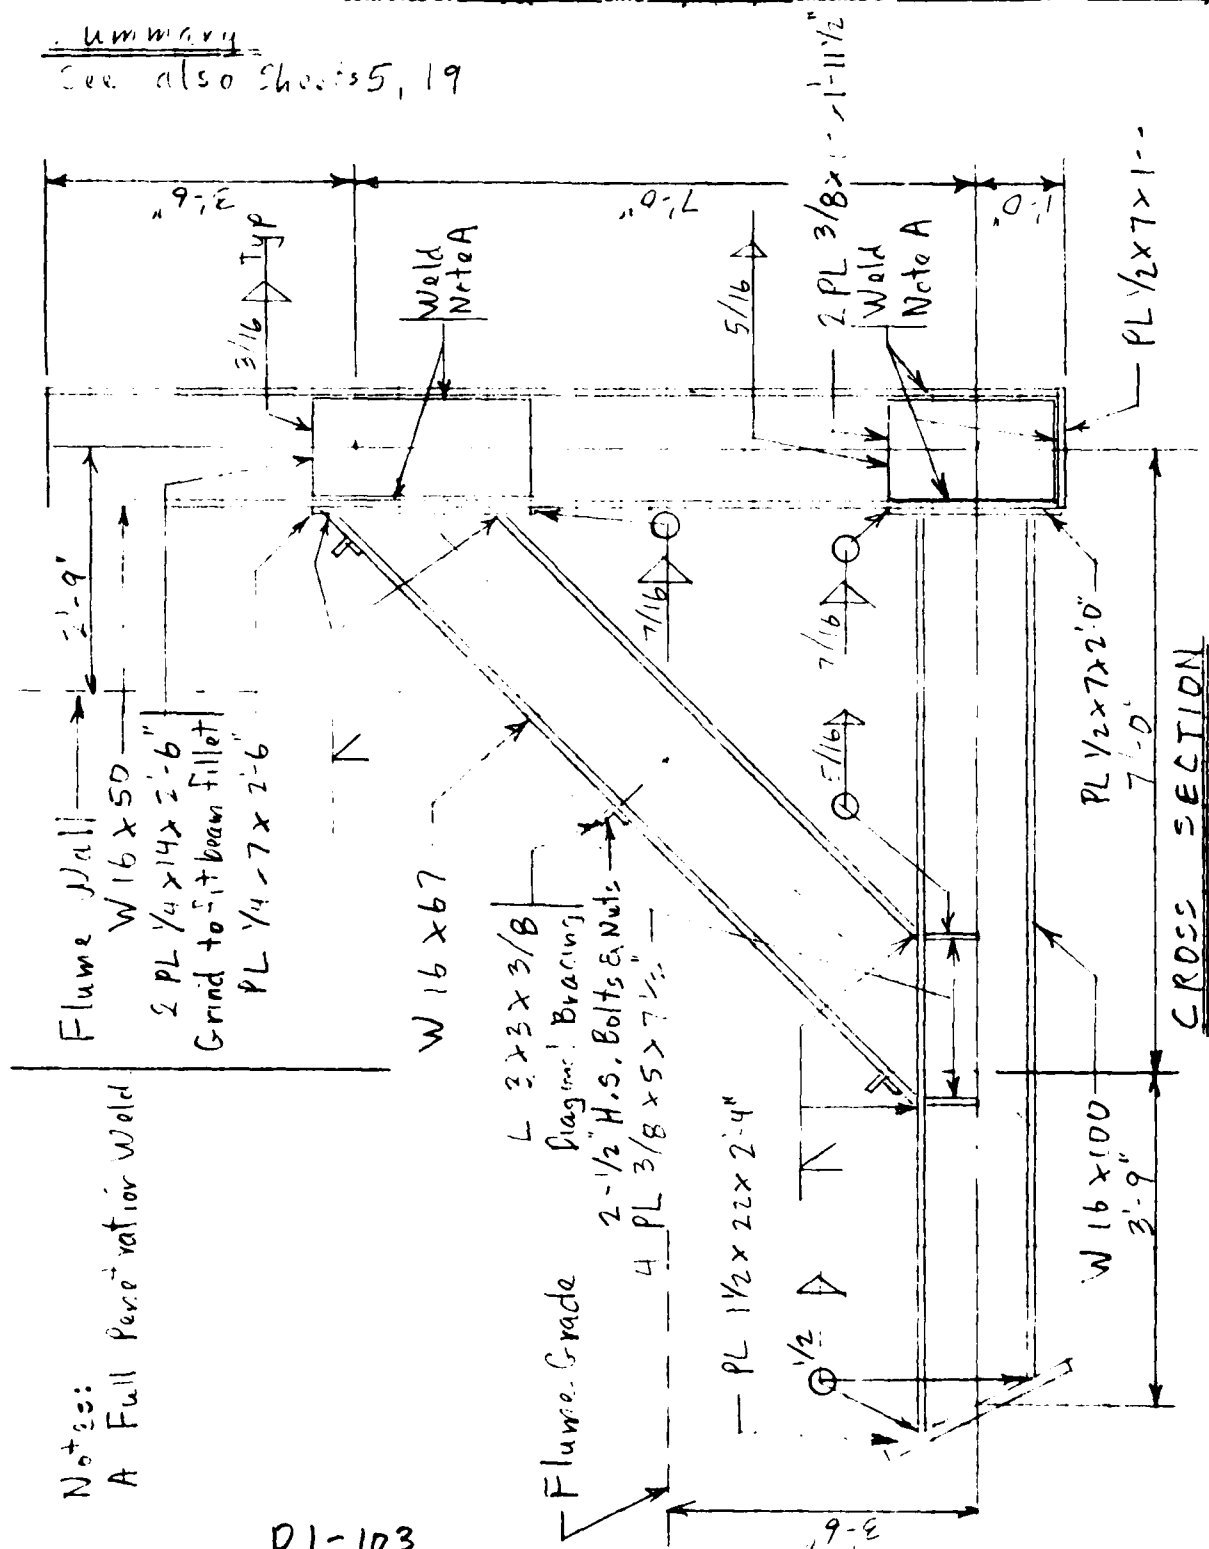 See also Sheets 5, 19
3'-6"
7'-0"
1'-0"
3/16 Typ
Weld
Note A
5/16
2 PL 3/8 x 1'-11 1/2"
Weld
Note A
PL 1/2 x 7 x 1
2'-9"
Flume Wall
W 16 x 50
2 PL 1/4 x 14 x 2'-6"
Grind to fit beam fillet
PL 1/4 x 7 x 2'-6"
W 16 x 67
L 3 x 3 x 3/8
Diagonal Bracing
2-1/2" H.S. Bolts & Nuts
4 PL 3/8 x 5 x 7
7/16
7/16
5/16
PL 1/2 x 7 x 2'-0"
7'-0"
CROSS SECTION
Notes:
A Full Penetration Weld
Flume Grade
PL 1 1/2 x 22 x 2'-4"
1/2
W 16 x 100
3'-9"
3'-6"
D1-103